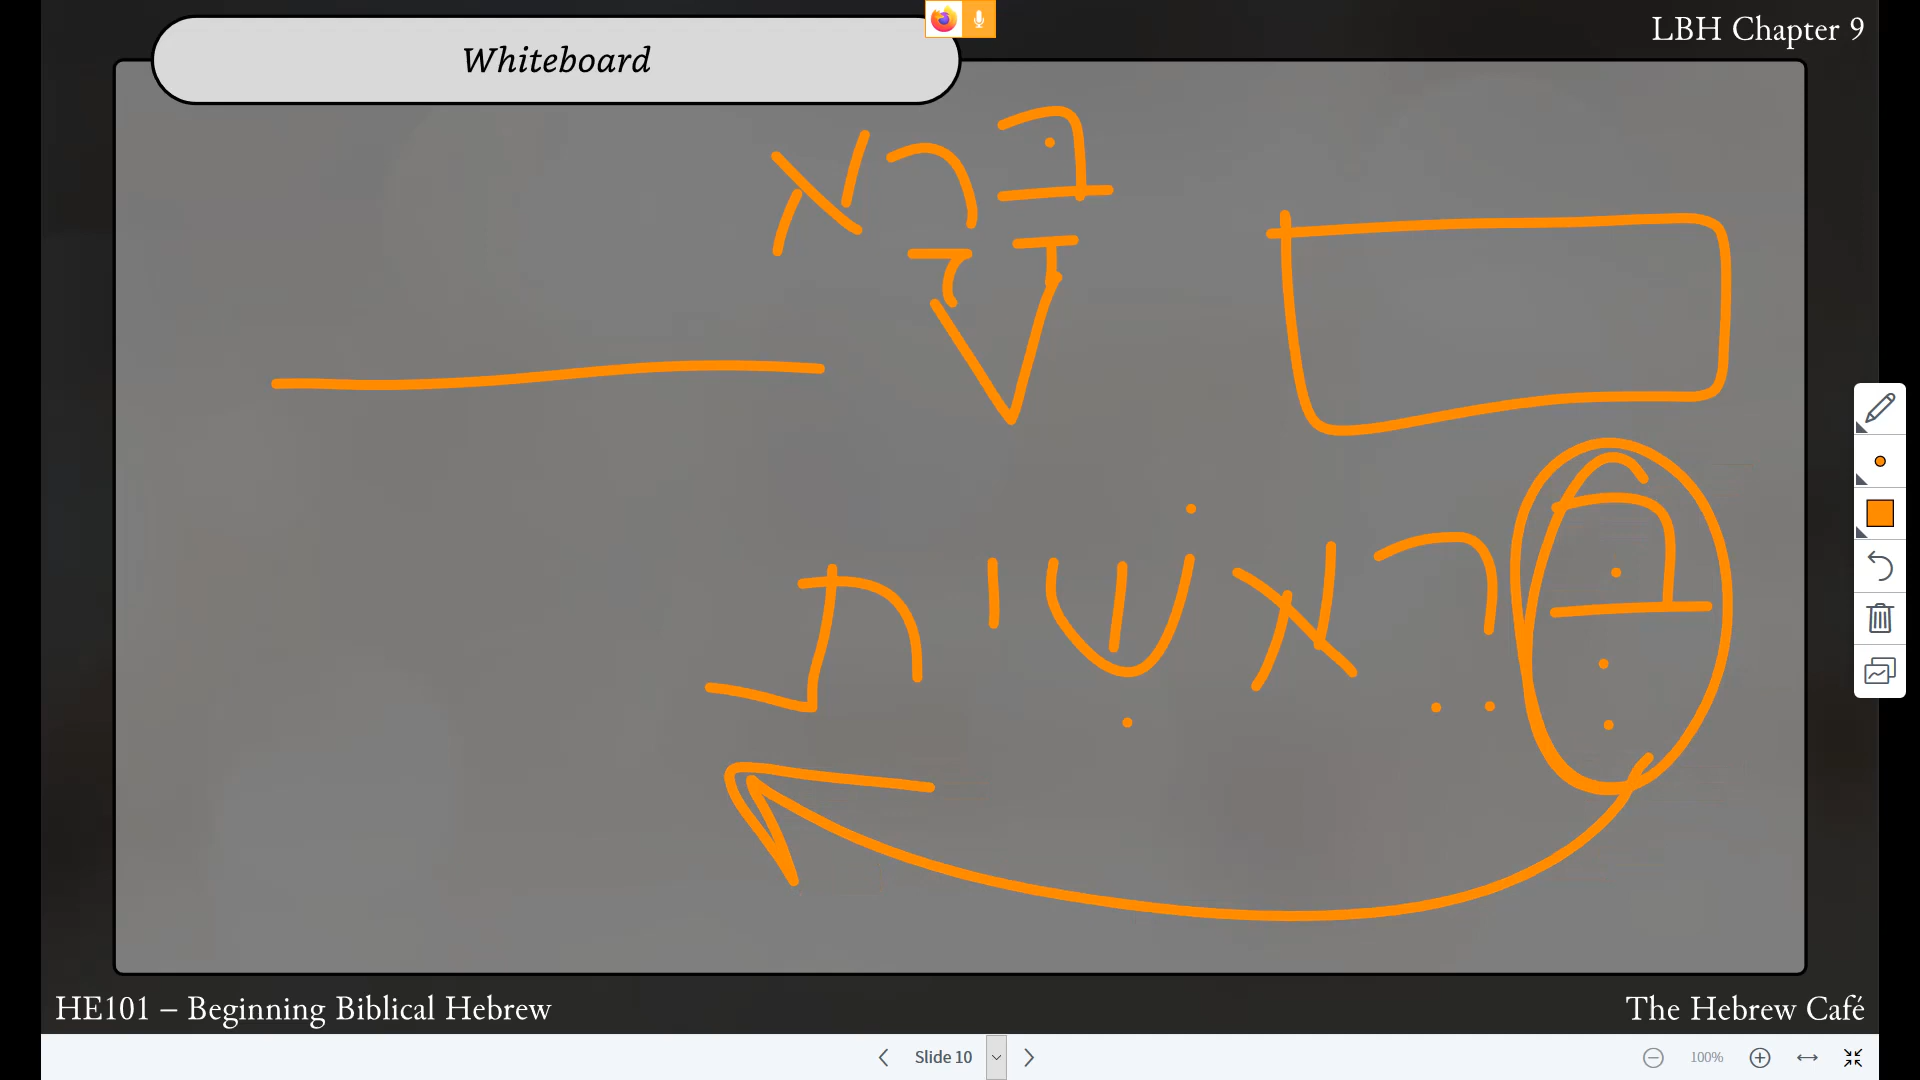 LBH Chapter 9
Whiteboard
בָּרָא
בְּרֵאשִׁית
HE101 – Beginning Biblical Hebrew
The Hebrew Café
Slide 10
100%